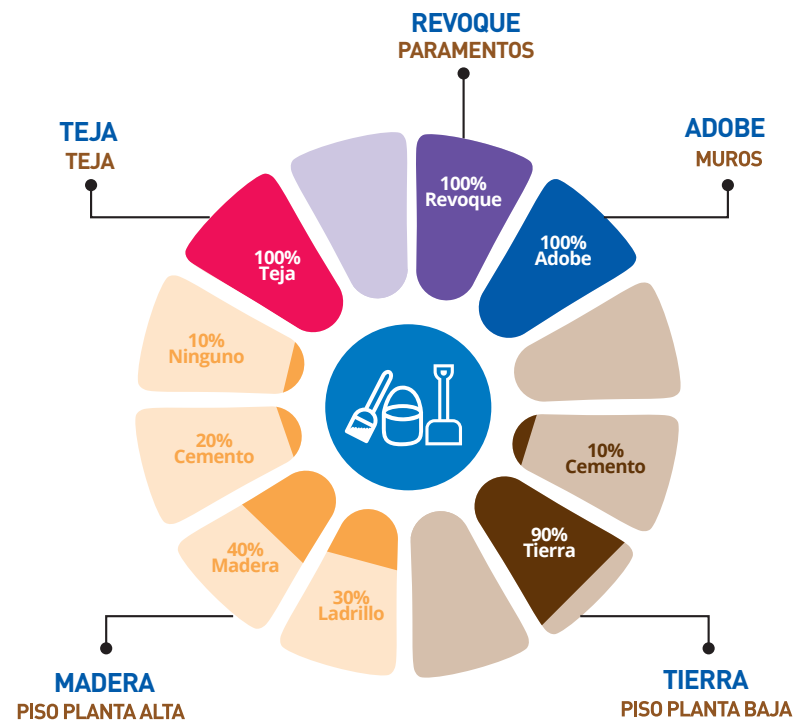 REVOQUE
PARAMENTOS
TEJA
TEJA
ADOBE
MUROS
100%
Revoque
100%
Adobe
100%
Teja
10%
Ninguno
20%
Cemento
10%
Cemento
40%
Madera
90%
Tierra
30%
Ladrillo
MADERA
PISO PLANTA ALTA
TIERRA
PISO PLANTA BAJA